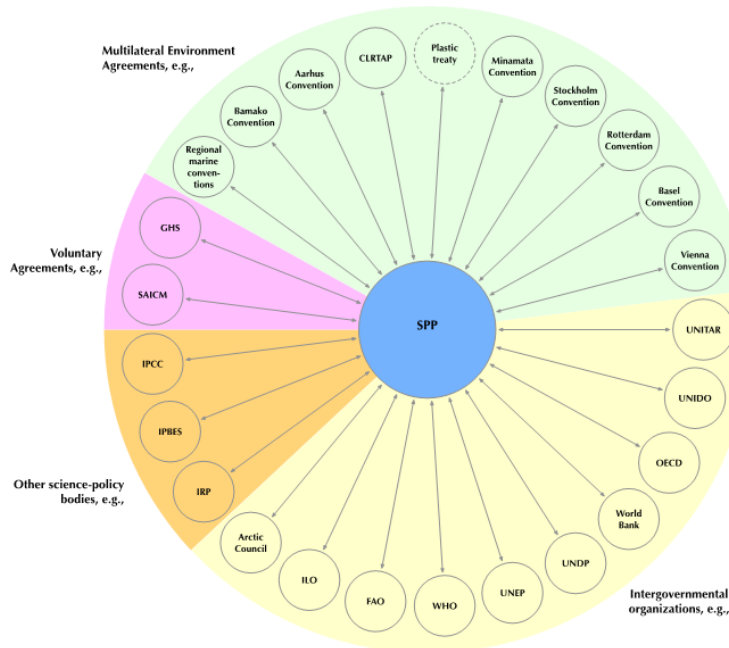 Multilateral Environment
Agreements, e.g.,
Regional
marine
conven-
tions
Bamako
Convention
Aarhus
Convention
CLRTAP
Plastic
treaty
Minamata
Convention
Stockholm
Convention
Rotterdam
Convention
Basel
Convention
Vienna
Convention
Voluntary
Agreements, e.g.,
GHS
SAICM
SPP
Other science-policy
bodies, e.g.,
IPCC
IPBES
IRP
Intergovernmental
organizations, e.g.,
UNITAR
UNIDO
OECD
World
Bank
UNDP
UNEP
WHO
FAO
ILO
Arctic
Council